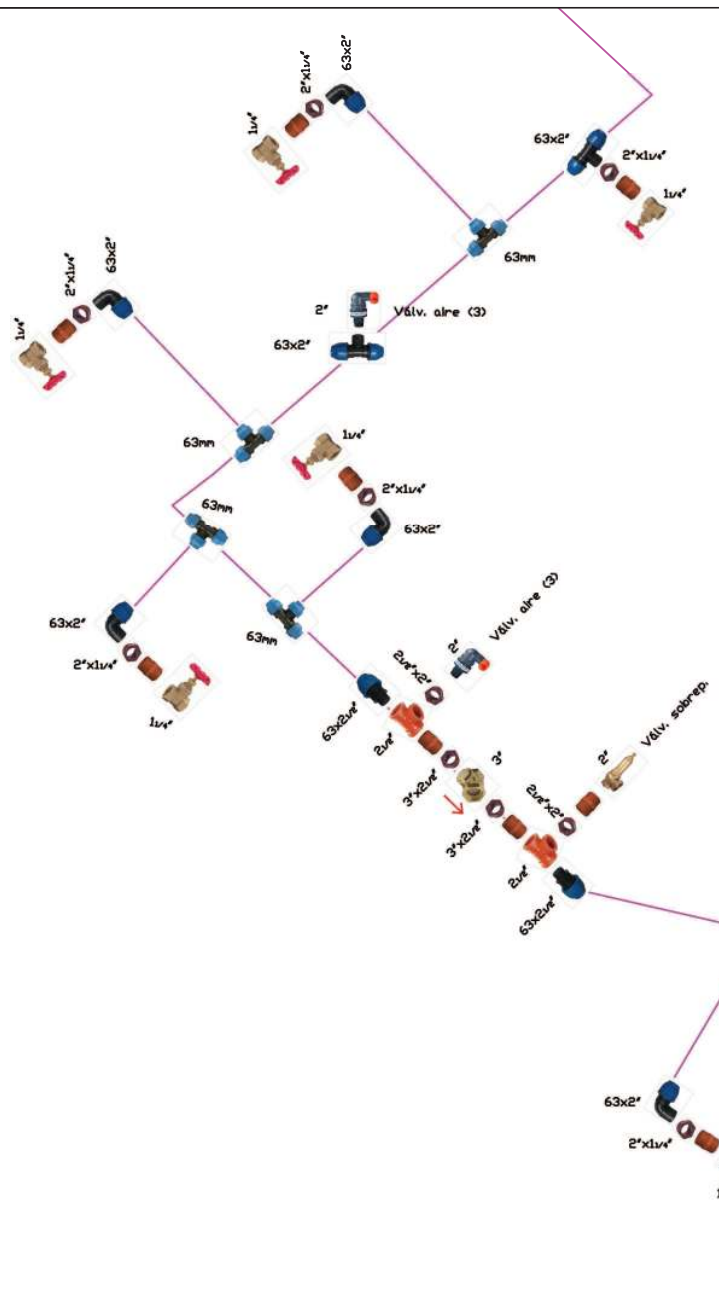 63x2"
2"x11/4"
11/4"
63x2"
2"x11/4"
11/4"
63mm
63x2"
2"x11/4"
11/4"
2"
Válv. aire (3)
63x2"
63mm
11/4"
2"x11/4"
63x2"
63mm
63x2"
2"x11/4"
11/4"
63mm
Válv. aire (3)
2"
21/2"x2"
63x21/2"
21/2"
3"x21/2"
3"
Válv. sobrep.
2"
21/2"x2"
3"x21/2"
21/2"
63x21/2"
63x2"
2"x11/4"